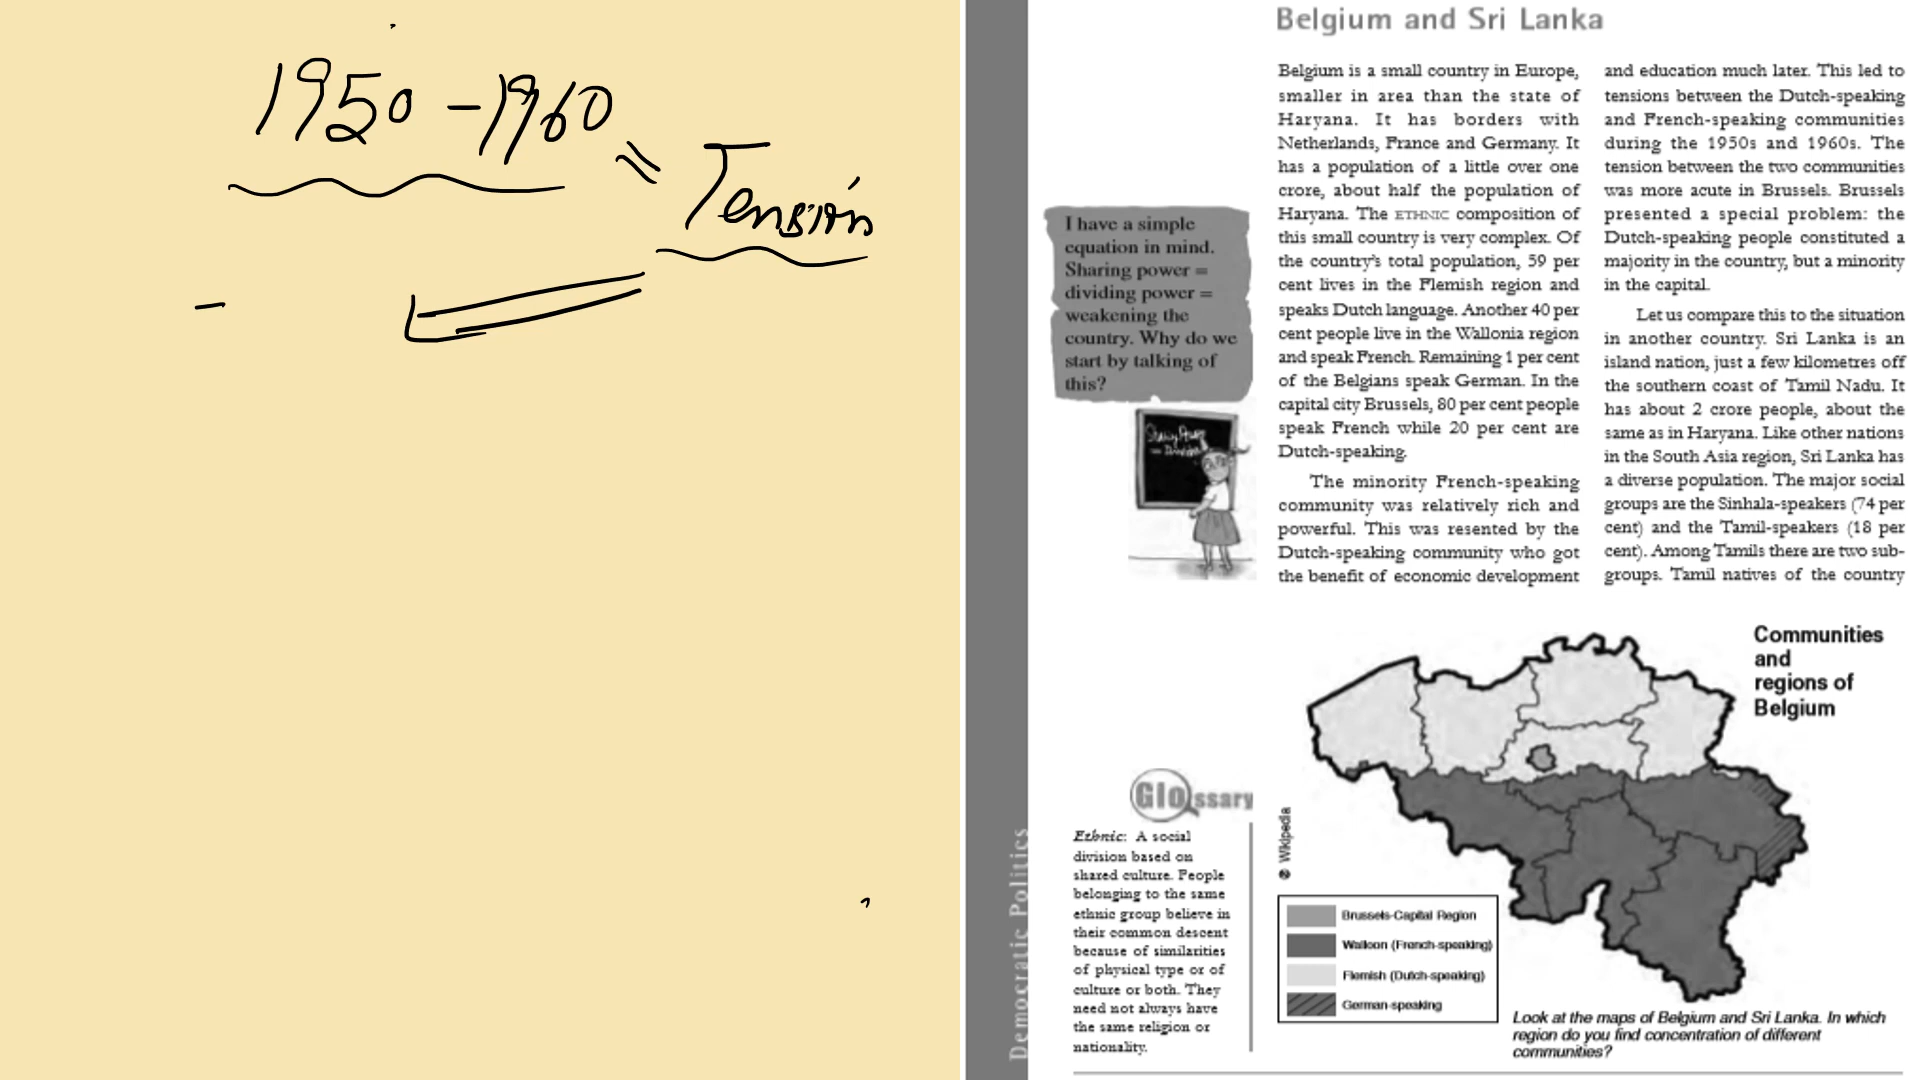 1950 - 1960
= Tension
Belgium and Sri Lanka
Belgium is a small country in Europe,
smaller in area than the state of
Haryana. It has borders with
Netherlands, France and Germany. It
has a population of a little over one
crore, about half the population of
Haryana. The ETHNIC composition of
this small country is very complex. Of
the country's total population, 59 per
cent lives in the Flemish region and
speaks Dutch language. Another 40 per
cent people live in the Wallonia region
and speak French. Remaining 1 per cent
of the Belgians speak German. In the
capital city Brussels, 80 per cent people
speak French while 20 per cent are
Dutch-speaking.
The minority French-speaking
community was relatively rich and
powerful. This was resented by the
Dutch-speaking community who got
the benefit of economic development
and education much later. This led to
tensions between the Dutch-speaking
and French-speaking communities
during the 1950s and 1960s. The
tension between the two communities
was more acute in Brussels. Brussels
presented a special problem: the
Dutch-speaking people constituted a
majority in the country, but a minority
in the capital.
Let us compare this to the situation
in another country. Sri Lanka is an
island nation, just a few kilometres off
the southern coast of Tamil Nadu. It
has about 2 crore people, about the
same as in Haryana. Like other nations
in the South Asia region, Sri Lanka has
a diverse population. The major social
groups are the Sinhala-speakers (74 per
cent) and the Tamil-speakers (18 per
cent). Among Tamils there are two sub-
groups. Tamil natives of the country
I have a simple
equation in mind.
Sharing power =
dividing power =
weakening the
country. Why do we
start by talking of
this?
Glossary
Ethnic: A social
division based on
shared culture. People
belonging to the same
ethnic group believe in
their common descent
because of similarities
of physical type or of
culture or both. They
need not always have
the same religion or
nationality.
Democratic Politics
Communities
and
regions of
Belgium
© Wikipedia
Brussels-Capital Region
Walloon (French-speaking)
Flemish (Dutch-speaking)
German-speaking
Look at the maps of Belgium and Sri Lanka. In which
region do you find concentration of different
communities?